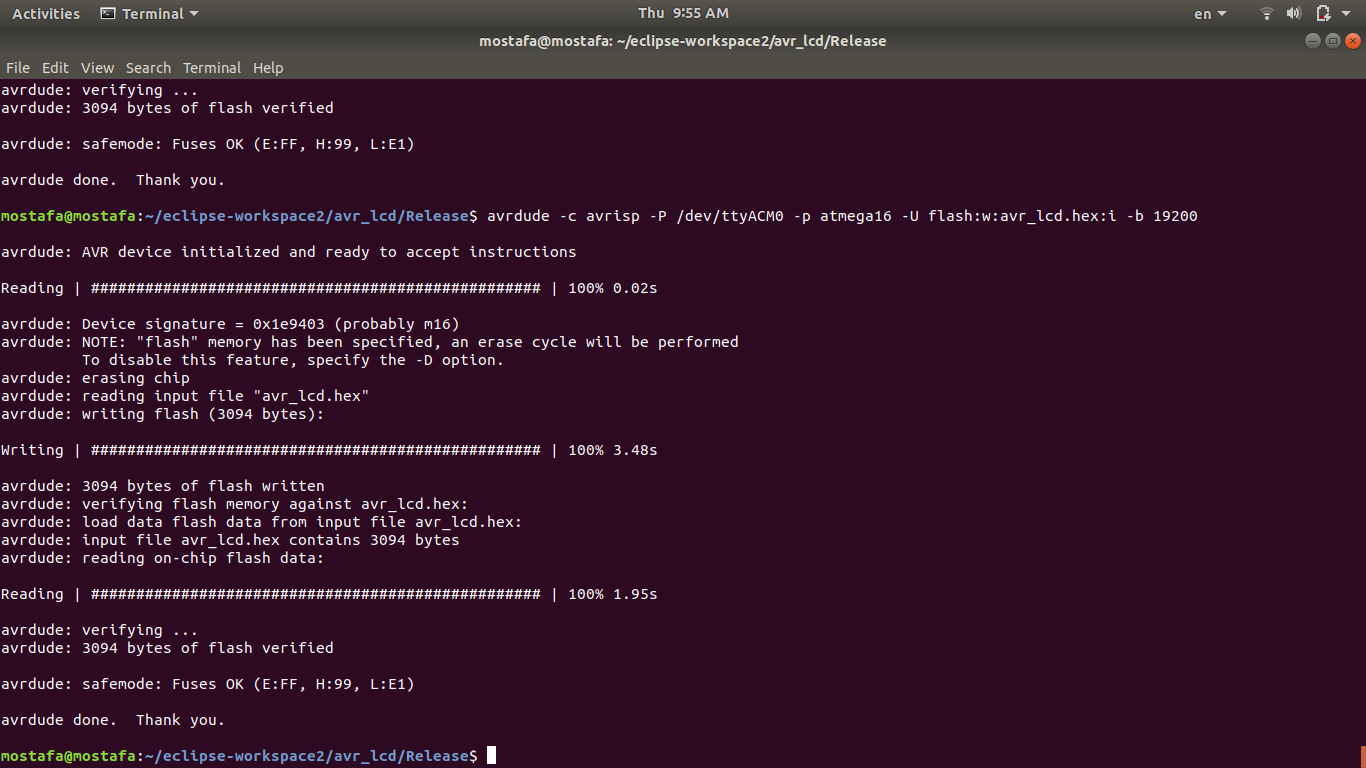 Activities Terminal Thu 9:55 AM en
mostafa@mostafa: ~/eclipse-workspace2/avr_lcd/Release
File Edit View Search Terminal Help
avrdude: verifying ...
avrdude: 3094 bytes of flash verified
avrdude: safemode: Fuses OK (E:FF, H:99, L:E1)
avrdude done.  Thank you.
mostafa@mostafa:~/eclipse-workspace2/avr_lcd/Release$ avrdude -c avrisp -P /dev/ttyACM0 -p atmega16 -U flash:w:avr_lcd.hex:i -b 19200
avrdude: AVR device initialized and ready to accept instructions
Reading | ################################################## | 100% 0.02s
avrdude: Device signature = 0x1e9403 (probably m16)
avrdude: NOTE: "flash" memory has been specified, an erase cycle will be performed
         To disable this feature, specify the -D option.
avrdude: erasing chip
avrdude: reading input file "avr_lcd.hex"
avrdude: writing flash (3094 bytes):
Writing | ################################################## | 100% 3.48s
avrdude: 3094 bytes of flash written
avrdude: verifying flash memory against avr_lcd.hex:
avrdude: load data flash data from input file avr_lcd.hex:
avrdude: input file avr_lcd.hex contains 3094 bytes
avrdude: reading on-chip flash data:
Reading | ################################################## | 100% 1.95s
avrdude: verifying ...
avrdude: 3094 bytes of flash verified
avrdude: safemode: Fuses OK (E:FF, H:99, L:E1)
avrdude done.  Thank you.
mostafa@mostafa:~/eclipse-workspace2/avr_lcd/Release$